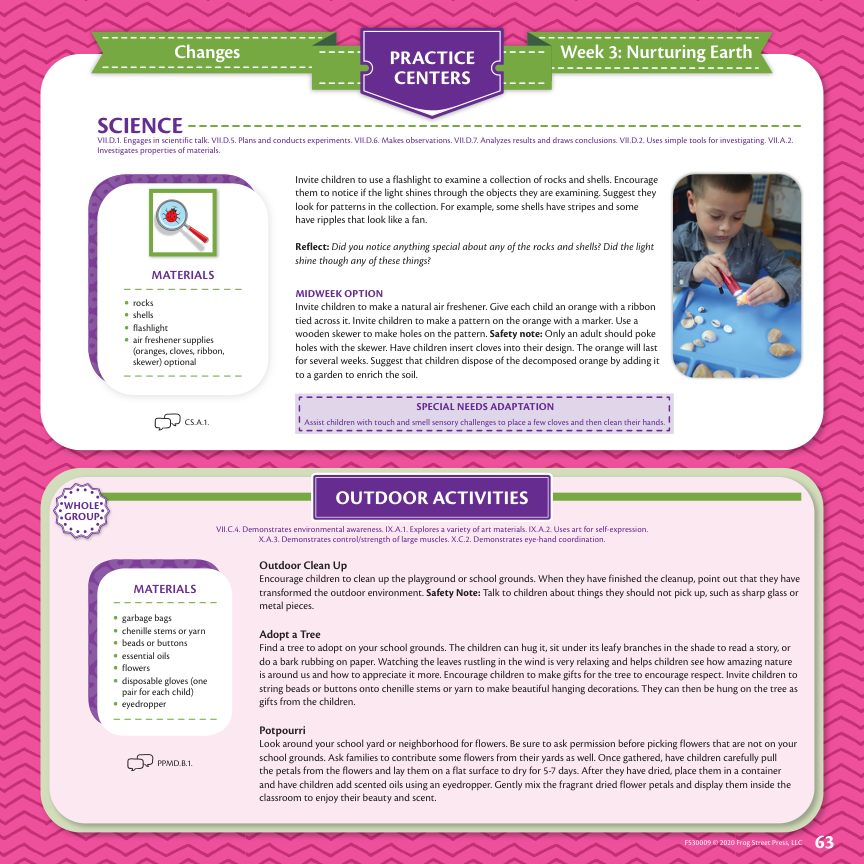 Changes
PRACTICE
CENTERS
Week 3: Nurturing Earth
SCIENCE
VII.D.1. Engages in scientific talk. VII.D.5. Plans and conducts experiments. VII.D.6. Makes observations. VII.D.7. Analyzes results and draws conclusions. VII.D.2. Uses simple tools for investigating. VII.A.2.
Investigates properties of materials.
MATERIALS
• rocks
• shells
• flashlight
• air freshener supplies
(oranges, cloves, ribbon,
skewer) optional
CS.A.1.
Invite children to use a flashlight to examine a collection of rocks and shells. Encourage
them to notice if the light shines through the objects they are examining. Suggest they
look for patterns in the collection. For example, some shells have stripes and some
have ripples that look like a fan.
Reflect: Did you notice anything special about any of the rocks and shells? Did the light
shine though any of these things?
MIDWEEK OPTION
Invite children to make a natural air freshener. Give each child an orange with a ribbon
tied across it. Invite children to make a pattern on the orange with a marker. Use a
wooden skewer to make holes on the pattern. Safety note: Only an adult should poke
holes with the skewer. Have children insert cloves into their design. The orange will last
for several weeks. Suggest that children dispose of the decomposed orange by adding it
to a garden to enrich the soil.
SPECIAL NEEDS ADAPTATION
Assist children with touch and smell sensory challenges to place a few cloves and then clean their hands.
WHOLE
GROUP
OUTDOOR ACTIVITIES
VII.C.4. Demonstrates environmental awareness. IX.A.1. Explores a variety of art materials. IX.A.2. Uses art for self-expression.
X.A.3. Demonstrates control/strength of large muscles. X.C.2. Demonstrates eye-hand coordination.
MATERIALS
• garbage bags
• chenille stems or yarn
• beads or buttons
• essential oils
• flowers
• disposable gloves (one
pair for each child)
• eyedropper
PPMD.B.1.
Outdoor Clean Up
Encourage children to clean up the playground or school grounds. When they have finished the cleanup, point out that they have
transformed the outdoor environment. Safety Note: Talk to children about things they should not pick up, such as sharp glass or
metal pieces.
Adopt a Tree
Find a tree to adopt on your school grounds. The children can hug it, sit under its leafy branches in the shade to read a story, or
do a bark rubbing on paper. Watching the leaves rustling in the wind is very relaxing and helps children see how amazing nature
is around us and how to appreciate it more. Encourage children to make gifts for the tree to encourage respect. Invite children to
string beads or buttons onto chenille stems or yarn to make beautiful hanging decorations. They can then be hung on the tree as
gifts from the children.
Potpourri
Look around your school yard or neighborhood for flowers. Be sure to ask permission before picking flowers that are not on your
school grounds. Ask families to contribute some flowers from their yards as well. Once gathered, have children carefully pull
the petals from the flowers and lay them on a flat surface to dry for 5-7 days. After they have dried, place them in a container
and have children add scented oils using an eyedropper. Gently mix the fragrant dried flower petals and display them inside the
classroom to enjoy their beauty and scent.
FS30009 © 2020 Frog Street Press, LLC 63